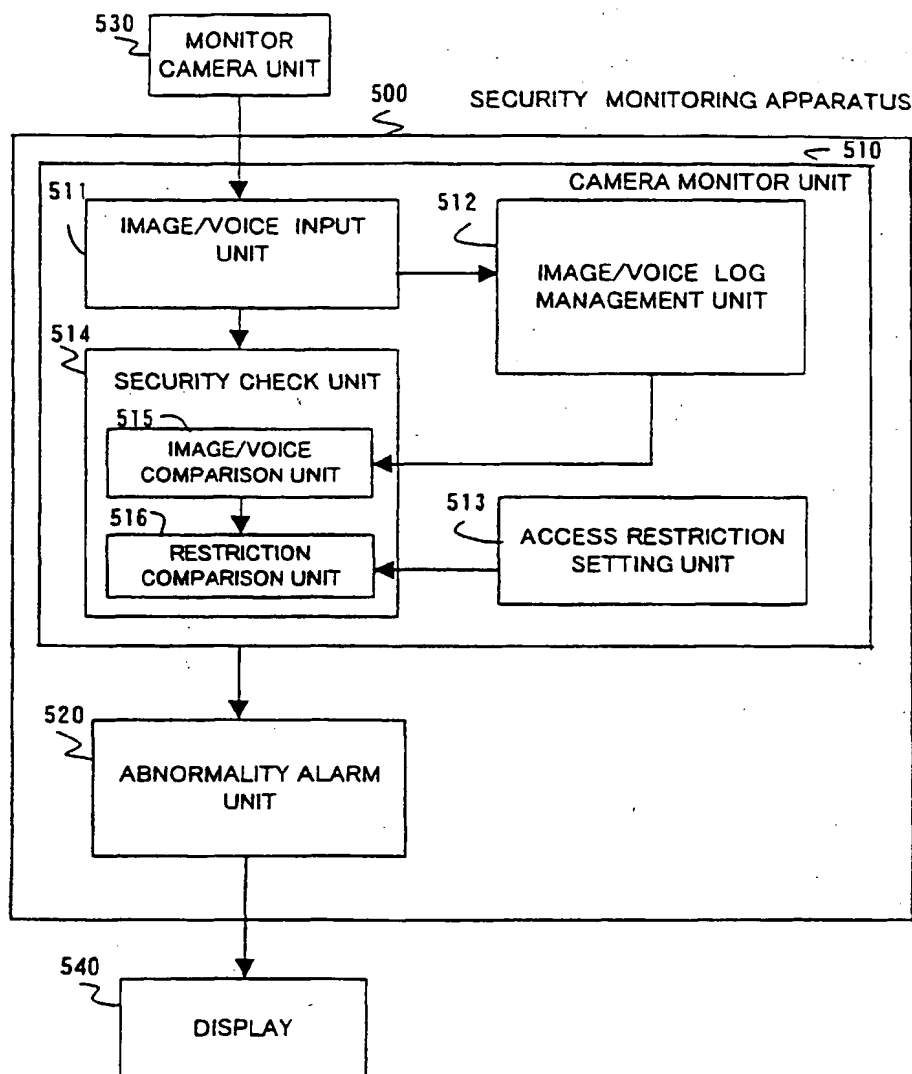 530
MONITOR
CAMERA UNIT
500
SECURITY MONITORING APPARATUS
510
CAMERA MONITOR UNIT
511
IMAGE/VOICE INPUT
UNIT
512
IMAGE/VOICE LOG
MANAGEMENT UNIT
514
SECURITY CHECK UNIT
515
IMAGE/VOICE
COMPARISON UNIT
516
RESTRICTION
COMPARISON UNIT
513
ACCESS RESTRICTION
SETTING UNIT
520
ABNORMALITY ALARM
UNIT
540
DISPLAY